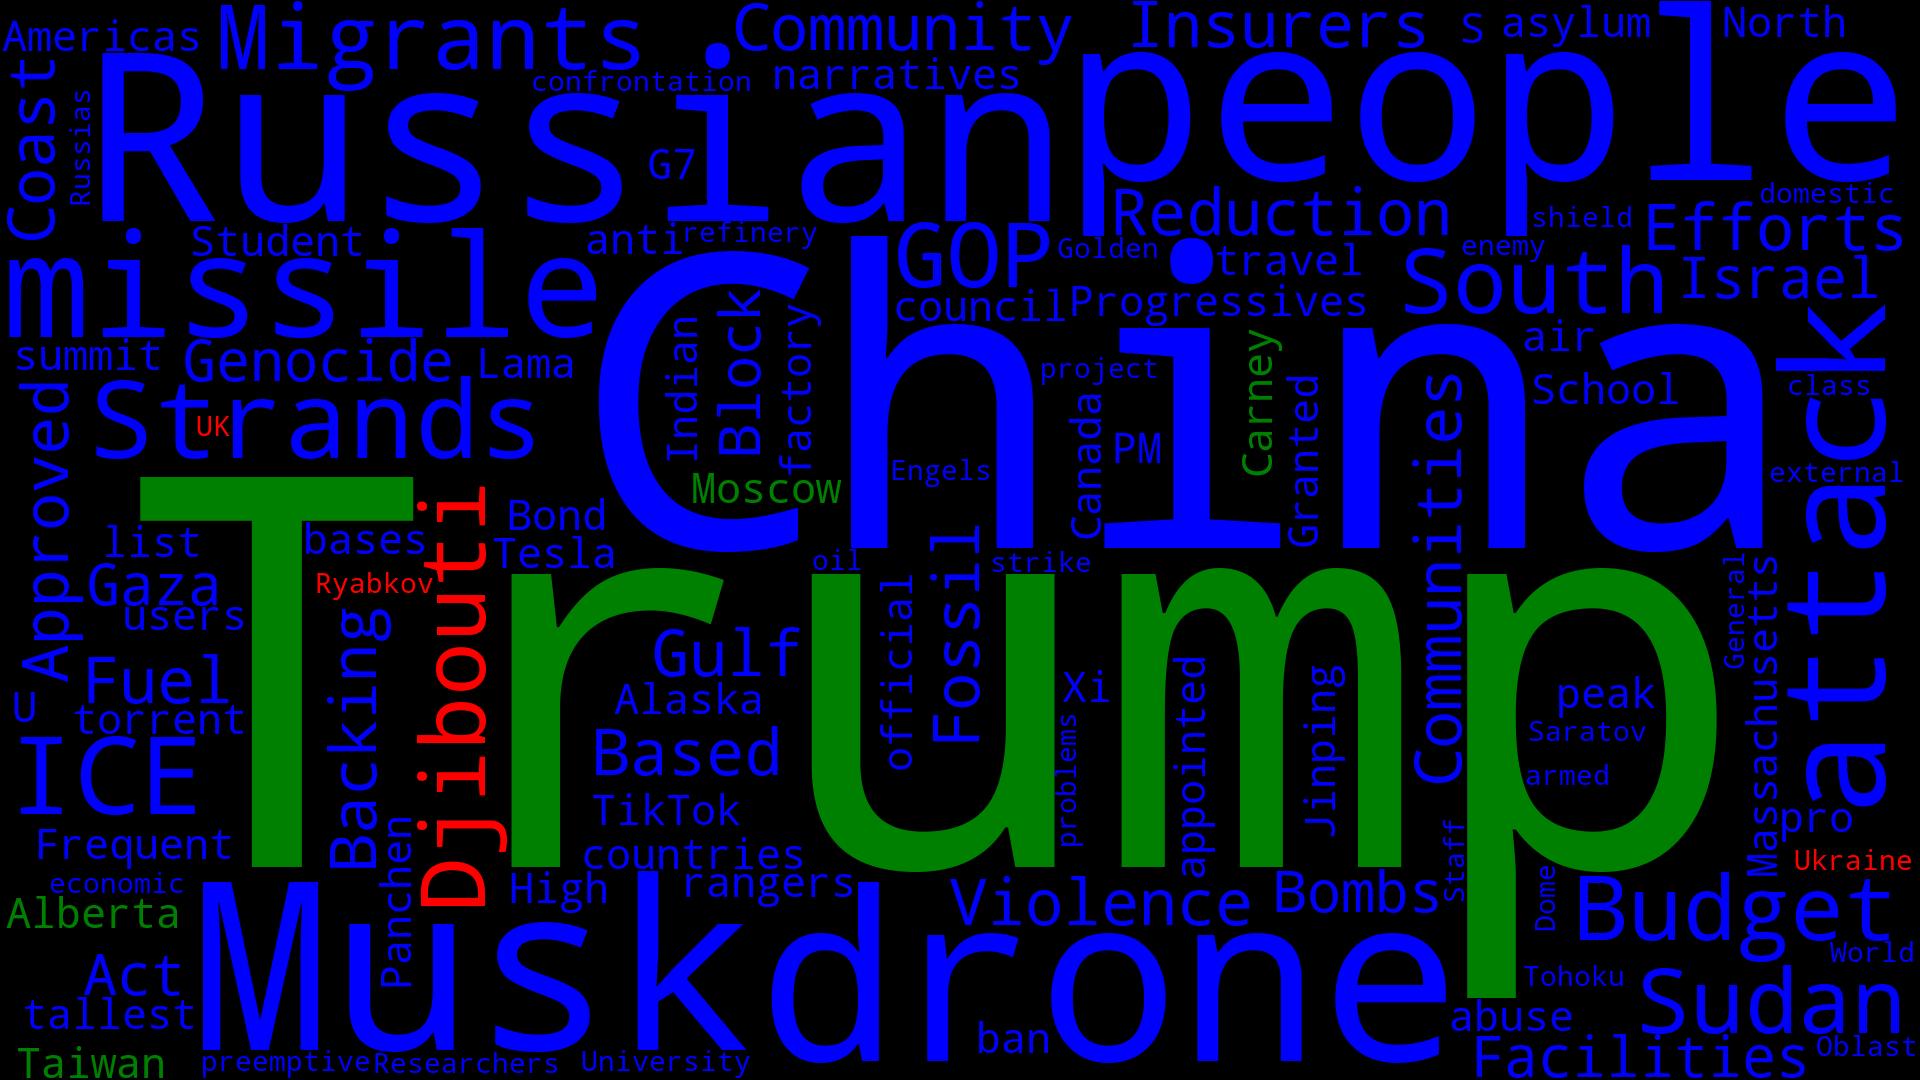 Americas
Migrants
Community
Insurers
S
asylum
North
Coast
Russias
Russian
confrontation
narratives
people
G7
Student
anti
refinery
GOP
Golden
Reduction
shield
domestic
Efforts
missile
travel
enemy
South
Israel
council
Progressives
China
summit
Genocide
Lama
Indian
Block
factory
project
Carney
air
attack
class
School
Approved
Strands
UK
Canada
PM
Granted
Communities
external
Engels
Moscow
Trump
Djibouti
Bond
bases
list
Tesla
oil
strike
Fossil
official
General
Massachusetts
Gaza
Ryabkov
users
Backing
Gulf
Fuel
Alaska
Xi
appointed
Jinping
peak
Saratov
U
torrent
Based
problems
armed
ICE
TikTok
pro
Frequent
Panchen
countries
Staff
Ukraine
economic
High
rangers
Violence
Bombs
Dome
Budget
Alberta
Musk
drone
World
Act
Tohoku
Sudan
tallest
abuse
ban
Taiwan
preemptive
Researchers
University
Facilities
Oblast